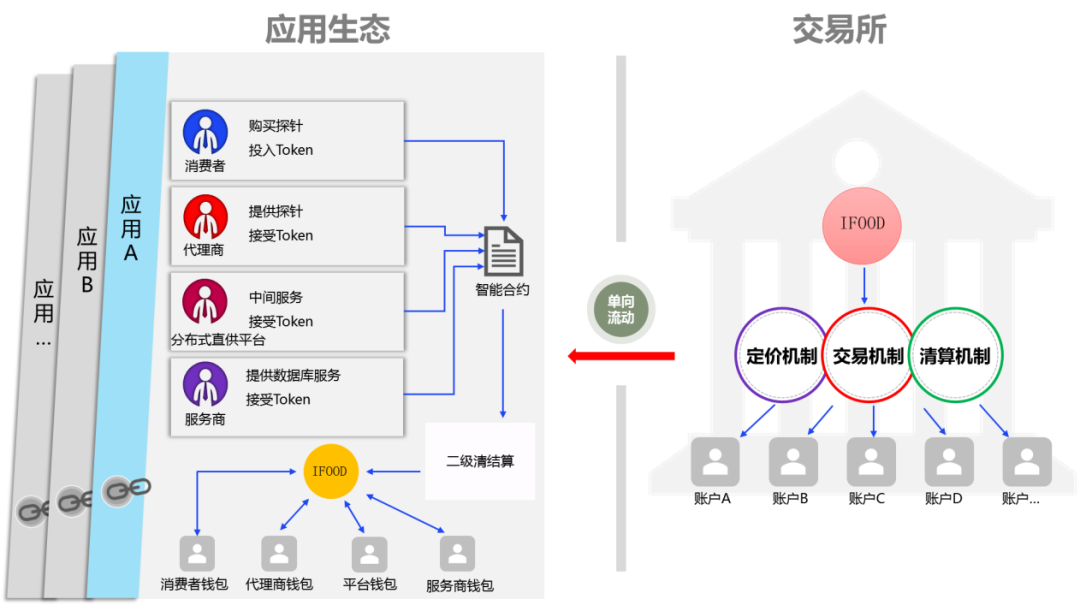 应用生态
交易所
应用A
应用B
应用...
消费者
购买探针
投入Token
代理商
提供探针
接受Token
分布式直供平台
中间服务
接受Token
服务商
提供数据库服务
接受Token
智能合约
二级清结算
IFOOD
消费者钱包
代理商钱包
平台钱包
服务商钱包
单向
流动
IFOOD
定价机制
交易机制
清算机制
账户A
账户B
账户C
账户D
账户...